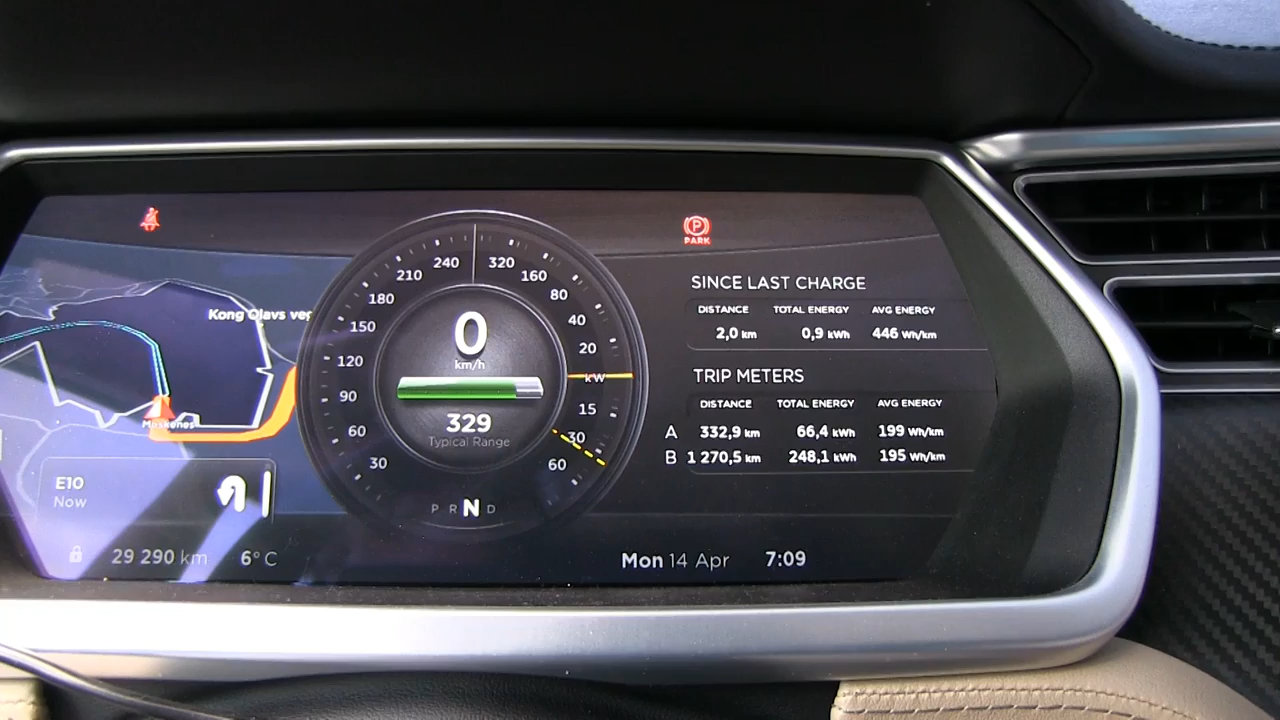 PARK
Kong Olavs veg
Moskenes
E10
Now
240 320
210 160
180 80
150 40
120 20
90 kW
60 15
30 30
60
0
km/h
329
Typical Range
P R N D
SINCE LAST CHARGE
DISTANCE TOTAL ENERGY AVG ENERGY
2,0 km 0,9 kWh 446 Wh/km
TRIP METERS
DISTANCE TOTAL ENERGY AVG ENERGY
A 332,9 km 66,4 kWh 199 Wh/km
B 1 270,5 km 248,1 kWh 195 Wh/km
29 290 km 6° C
Mon 14 Apr 7:09